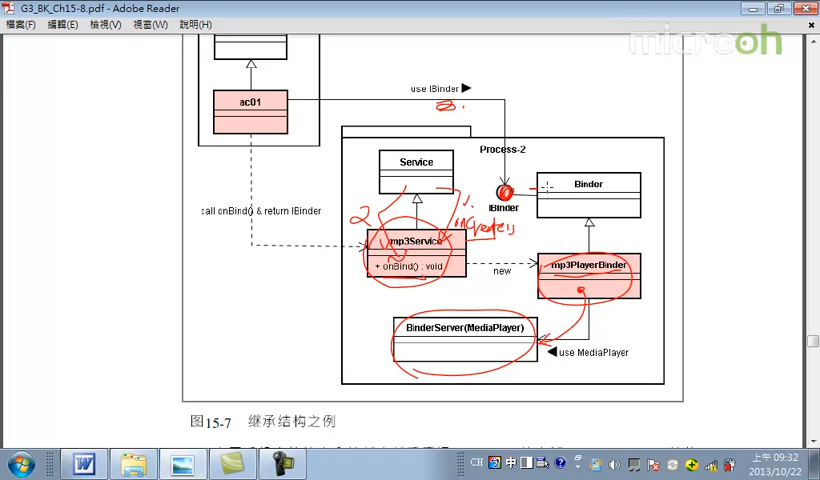 G3_BK_Ch15-8.pdf - Adobe Reader
檔案(F) 編輯(E) 檢視(V) 視窗(W) 說明(H)
microoh
use IBinder
ac01
Process-2
Service
Binder
IBinder
call onBind() & return IBinder
2
1.
mp3Service
+ onBind() : void
new
mp3PlayerBinder
BinderServer(MediaPlayer)
use MediaPlayer
图15-7 继承结构之例
CH 中
上午 09:32
2013/10/22